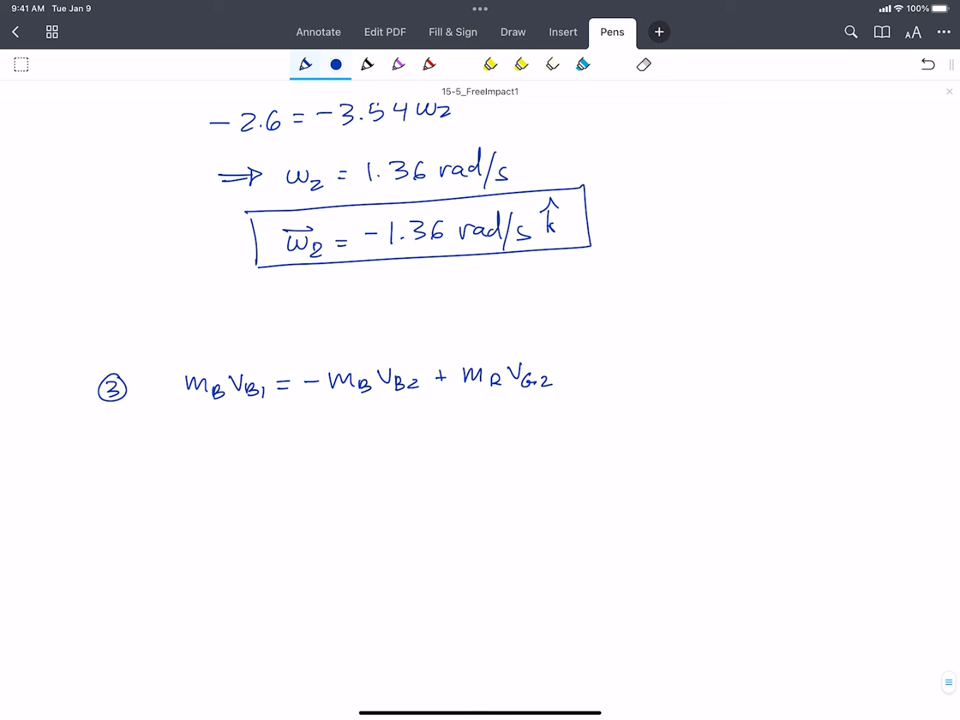 9:41 AM Tue Jan 9
100%
Annotate Edit PDF Fill & Sign Draw Insert Pens
AA
15-5_FreeImpact1
- 2.6 = - 3.54 ω₂
⟹ ω₂ = 1.36 rad/s
ω⃗₂ = - 1.36 rad/s k̂
③ m_B V_B1 = - m_B V_B2 + m_R V_G2